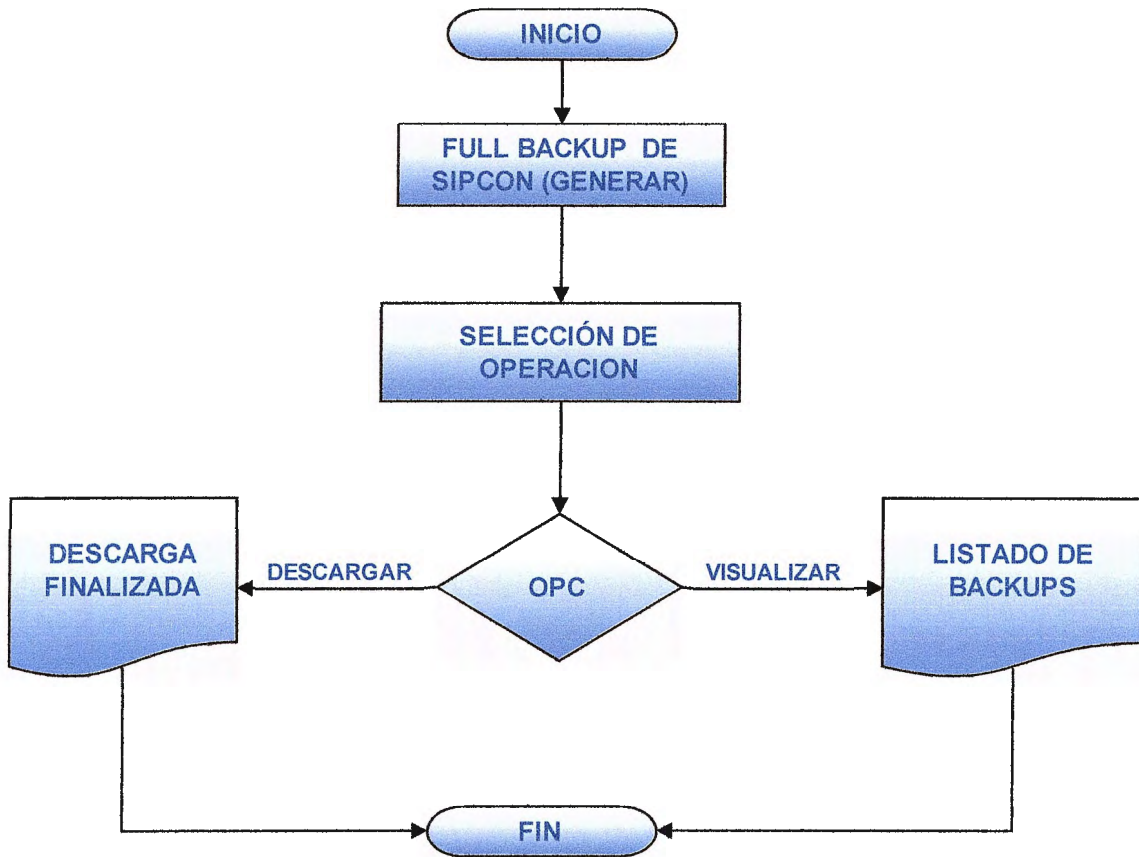 INICIO
FULL BACKUP DE
SIPCON (GENERAR)
SELECCIÓN DE
OPERACION
DESCARGA
FINALIZADA
DESCARGAR
OPC
VISUALIZAR
LISTADO DE
BACKUPS
FIN